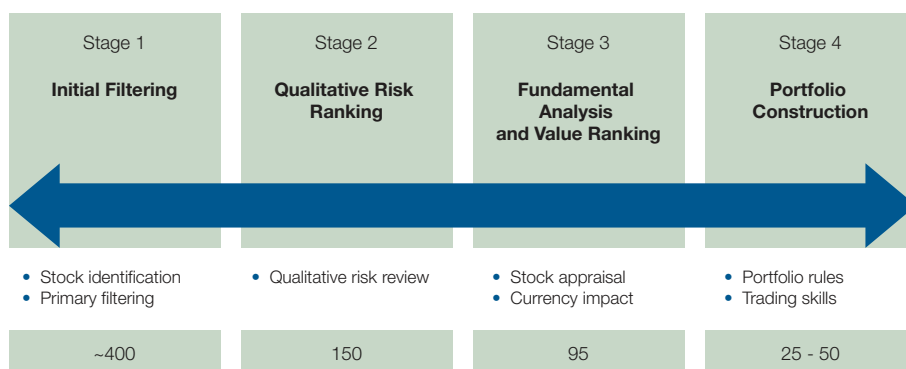 Stage 1
Initial Filtering
Stage 2
Qualitative Risk
Ranking
Stage 3
Fundamental
Analysis
and Value Ranking
Stage 4
Portfolio
Construction
• Stock identification
• Primary filtering
• Qualitative risk review
• Stock appraisal
• Currency impact
• Portfolio rules
• Trading skills
~400
150
95
25 - 50